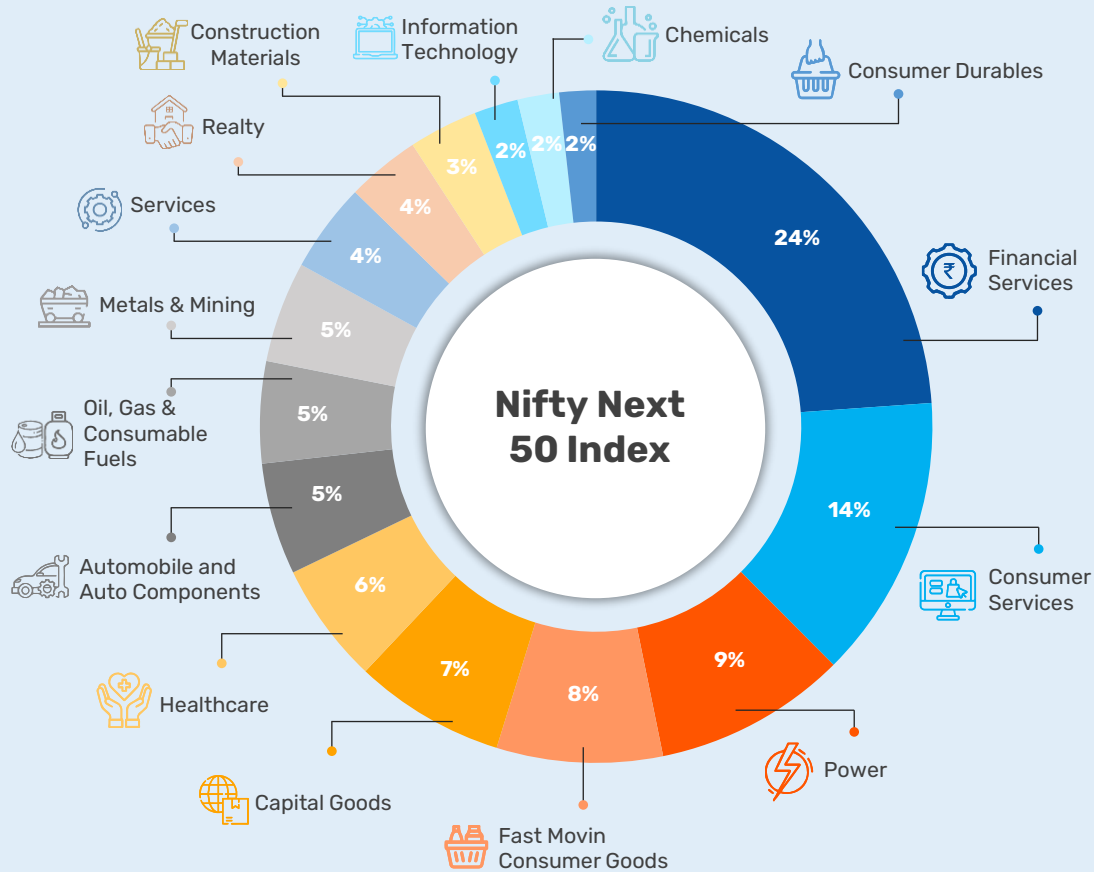 Construction
Materials
Information
Technology
Chemicals
Consumer Durables
Realty
Services
Metals & Mining
Oil, Gas &
Consumable
Fuels
Automobile and
Auto Components
Healthcare
Capital Goods
Fast Movin
Consumer Goods
Power
Consumer
Services
Financial
Services
₹
24%
14%
9%
8%
7%
6%
5%
5%
5%
4%
4%
3%
2%
2%
2%
Nifty Next
50 Index